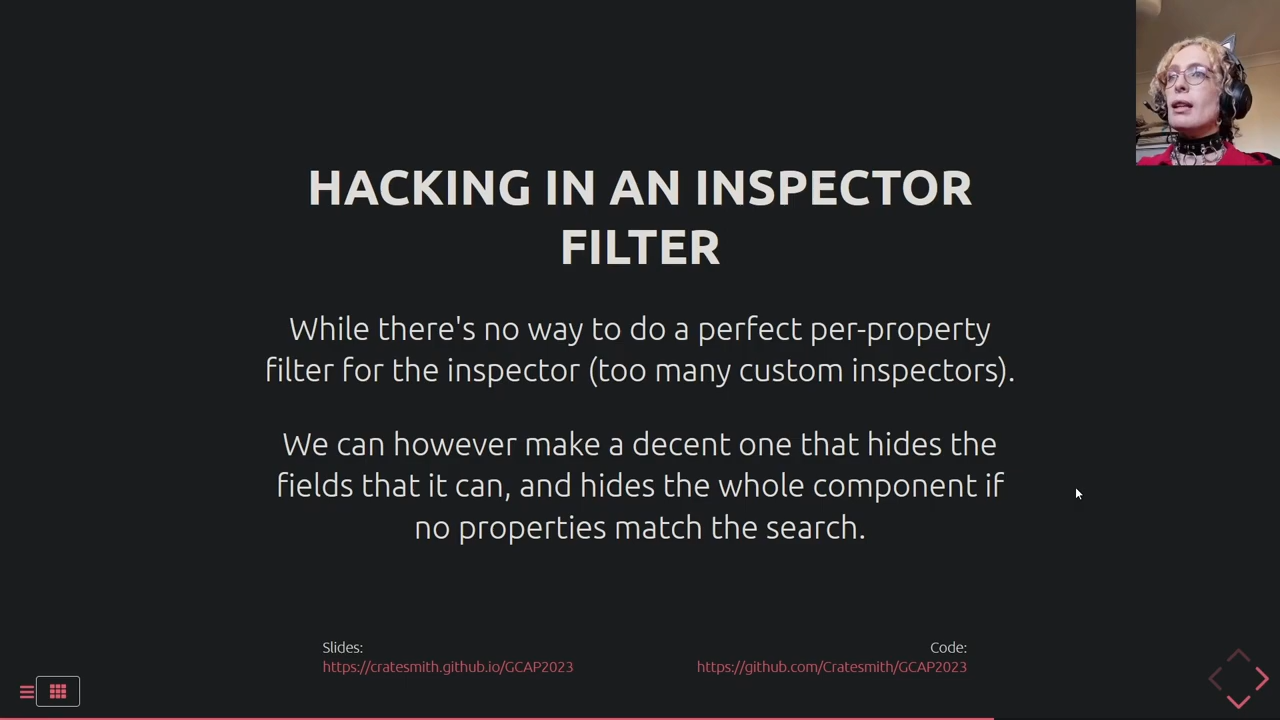 HACKING IN AN INSPECTOR
FILTER
While there's no way to do a perfect per-property
filter for the inspector (too many custom inspectors).
We can however make a decent one that hides the
fields that it can, and hides the whole component if
no properties match the search.
Slides:
https://cratesmith.github.io/GCAP2023
Code:
https://github.com/Cratesmith/GCAP2023